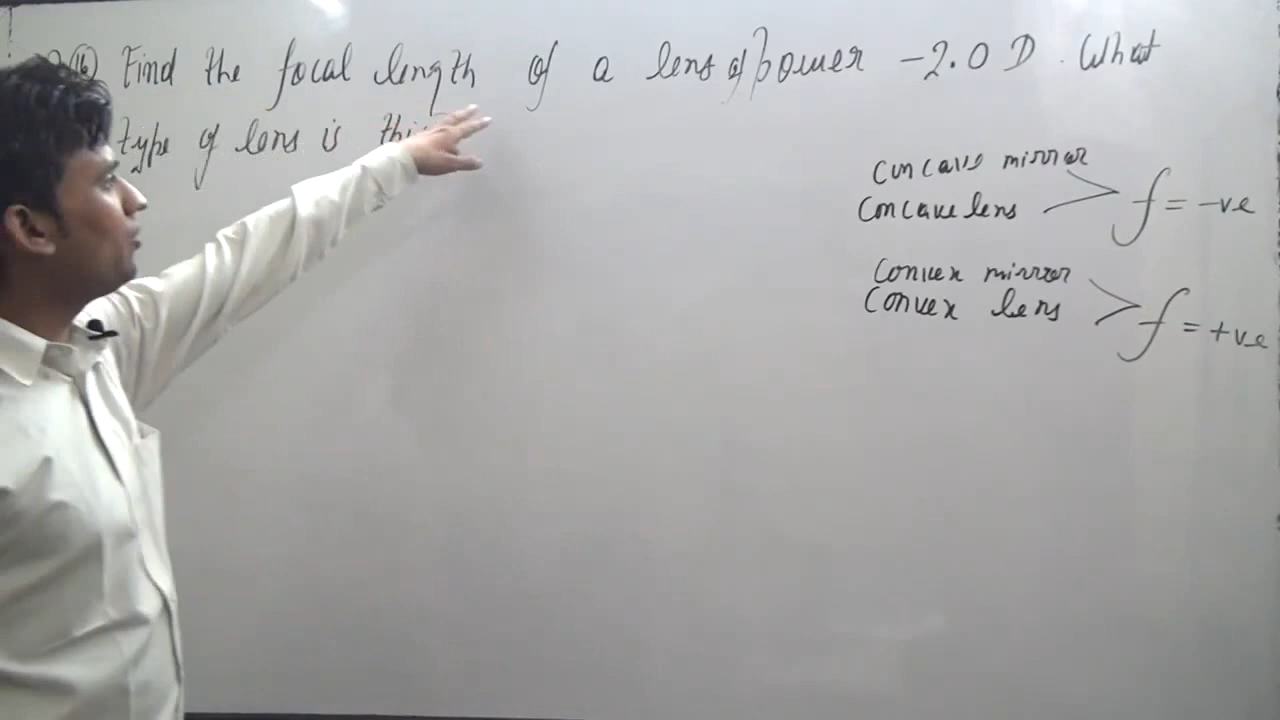 16 Find the focal length of a lens of power -2.0 D. What
type of lens is this
Concave mirror
Concave lens
f = -ve
Convex mirror
Convex lens
f = +ve